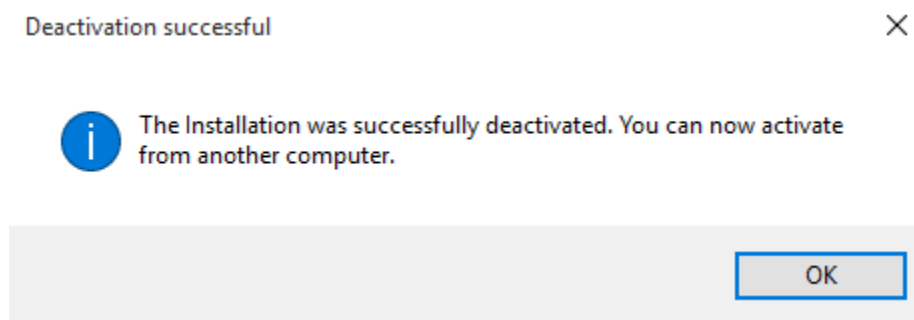 Deactivation successful
The Installation was successfully deactivated. You can now activate
from another computer.
OK